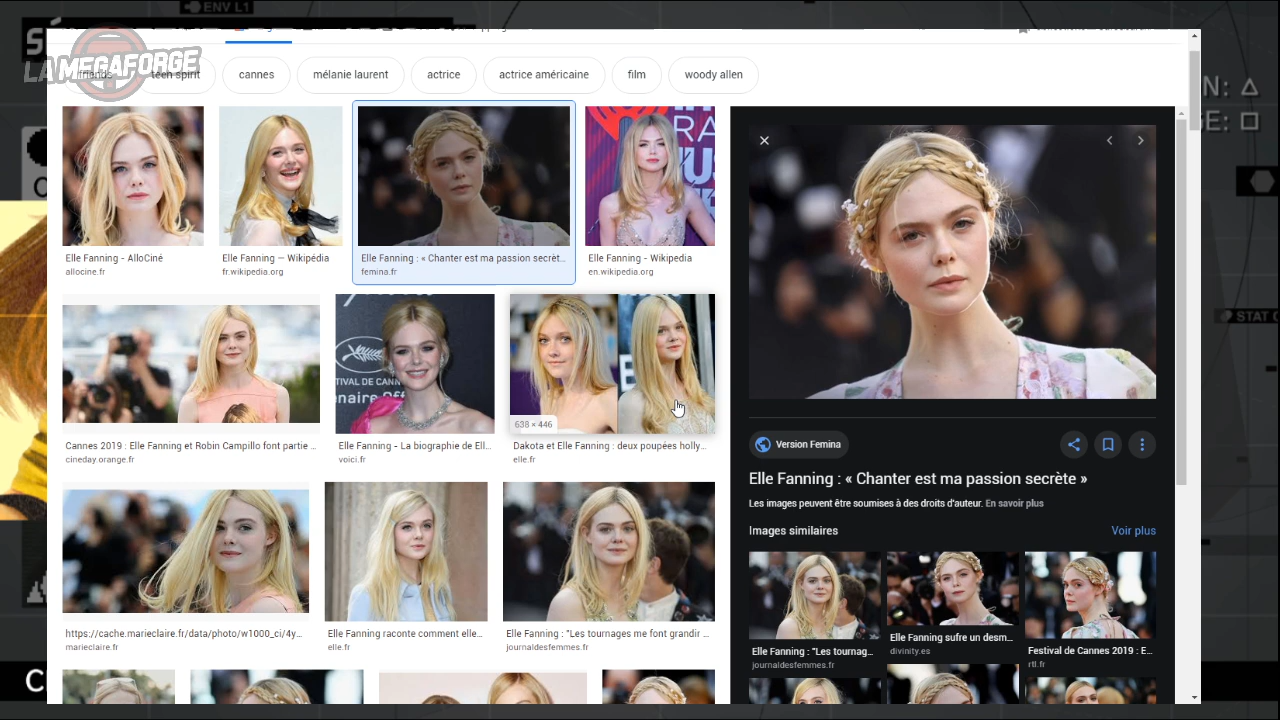 ENV L1
LA MEGAFORGE
friends
teen spirit
cannes
mélanie laurent
actrice
actrice américaine
film
woody allen
Elle Fanning - AlloCiné
allocine.fr
Elle Fanning — Wikipédia
fr.wikipedia.org
Elle Fanning : « Chanter est ma passion secrèt...
femina.fr
Elle Fanning - Wikipedia
en.wikipedia.org
638 × 446
Cannes 2019 : Elle Fanning et Robin Campillo font partie ...
cineday.orange.fr
Elle Fanning - La biographie de Ell...
voici.fr
Dakota et Elle Fanning : deux poupées holly...
elle.fr
https://cache.marieclaire.fr/data/photo/w1000_ci/4y...
marieclaire.fr
Elle Fanning raconte comment elle...
elle.fr
Elle Fanning : "Les tournages me font grandir ...
journaldesfemmes.fr
Version Femina
Elle Fanning : « Chanter est ma passion secrète »
Les images peuvent être soumises à des droits d'auteur. En savoir plus
Images similaires
Voir plus
Elle Fanning : "Les tournag...
journaldesfemmes.fr
Elle Fanning sufre un desm...
divinity.es
Festival de Cannes 2019 : E...
rtl.fr
N: △
E: □
STAT